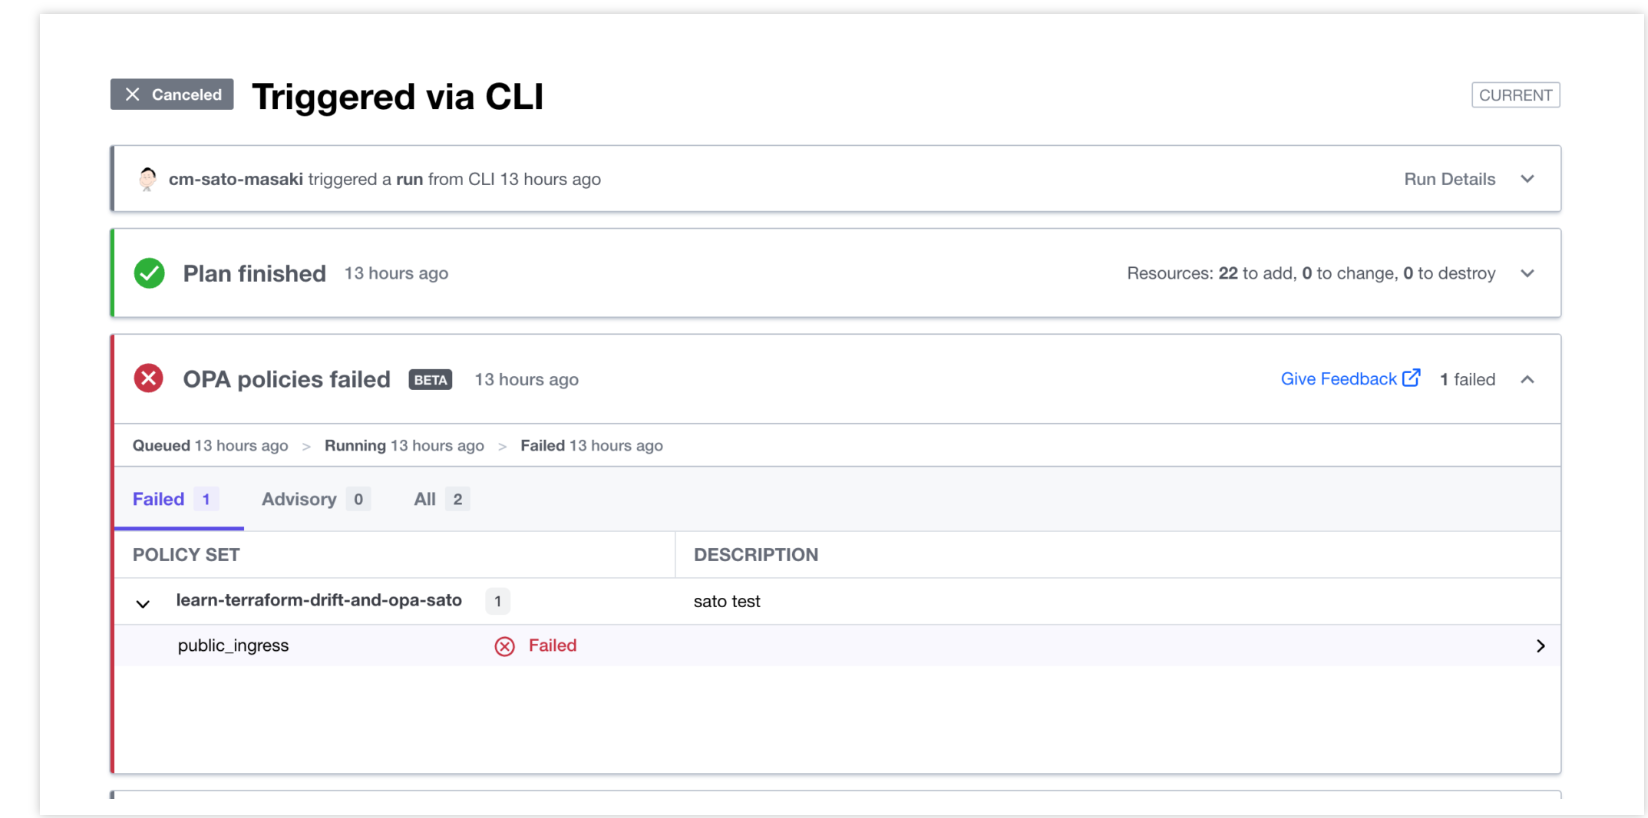 Canceled Triggered via CLI CURRENT
cm-sato-masaki triggered a run from CLI 13 hours ago Run Details
Plan finished 13 hours ago Resources: 22 to add, 0 to change, 0 to destroy
OPA policies failed BETA 13 hours ago Give Feedback 1 failed
Queued 13 hours ago > Running 13 hours ago > Failed 13 hours ago
Failed 1 Advisory 0 All 2
POLICY SET DESCRIPTION
learn-terraform-drift-and-opa-sato 1 sato test
public_ingress Failed